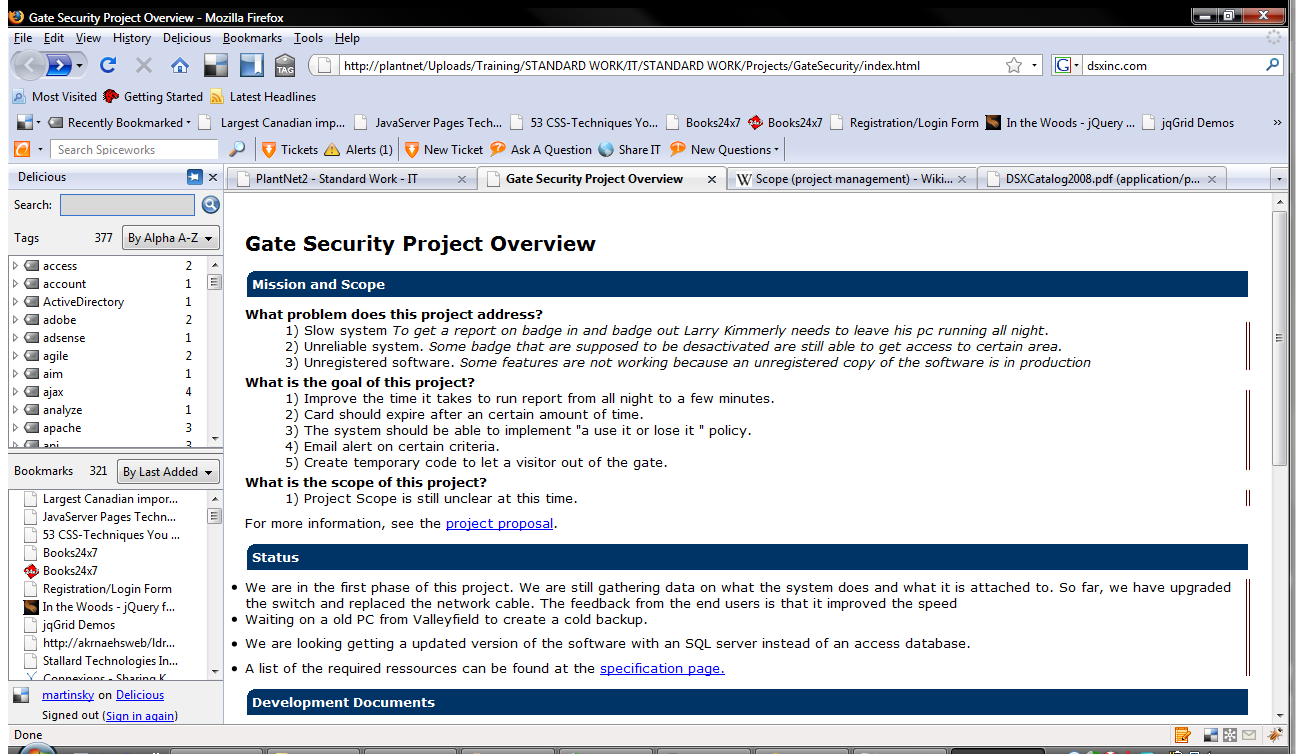 Gate Security Project Overview - Mozilla Firefox
File Edit View History Delicious Bookmarks Tools Help
TAG http://plantnet/Uploads/Training/STANDARD WORK/IT/STANDARD WORK/Projects/GateSecurity/index.html G dsxinc.com
Most Visited Getting Started Latest Headlines
Recently Bookmarked Largest Canadian imp... JavaServer Pages Tech... 53 CSS-Techniques Yo... Books24x7 Books24x7 Registration/Login Form In the Woods - jQuery ... jqGrid Demos »
Search Spiceworks Tickets Alerts (1) New Ticket Ask A Question Share IT New Questions
Delicious
PlantNet2 - Standard Work - IT Gate Security Project Overview W Scope (project management) - Wiki... DSXCatalog2008.pdf (application/p...
Search:
Tags 377 By Alpha A-Z
access 2
account 1
ActiveDirectory 1
adobe 2
adsense 1
agile 2
aim 1
ajax 4
analyze 1
apache 3
api 3
Bookmarks 321 By Last Added
Largest Canadian impor...
JavaServer Pages Techn...
53 CSS-Techniques You ...
Books24x7
Books24x7
Registration/Login Form
In the Woods - jQuery f...
jqGrid Demos
http://akrnaehsweb/ldr...
Stallard Technologies In...
Connexions - Sharing K...
martinsky on Delicious
Signed out (Sign in again)
Gate Security Project Overview
Mission and Scope
What problem does this project address?
1) Slow system To get a report on badge in and badge out Larry Kimmerly needs to leave his pc running all night.
2) Unreliable system. Some badge that are supposed to be desactivated are still able to get access to certain area.
3) Unregistered software. Some features are not working because an unregistered copy of the software is in production
What is the goal of this project?
1) Improve the time it takes to run report from all night to a few minutes.
2) Card should expire after an certain amount of time.
3) The system should be able to implement "a use it or lose it " policy.
4) Email alert on certain criteria.
5) Create temporary code to let a visitor out of the gate.
What is the scope of this project?
1) Project Scope is still unclear at this time.
For more information, see the project proposal.
Status
• We are in the first phase of this project. We are still gathering data on what the system does and what it is attached to. So far, we have upgraded
the switch and replaced the network cable. The feedback from the end users is that it improved the speed
• Waiting on a old PC from Valleyfield to create a cold backup.
• We are looking getting a updated version of the software with an SQL server instead of an access database.
• A list of the required ressources can be found at the specification page.
Development Documents
Done